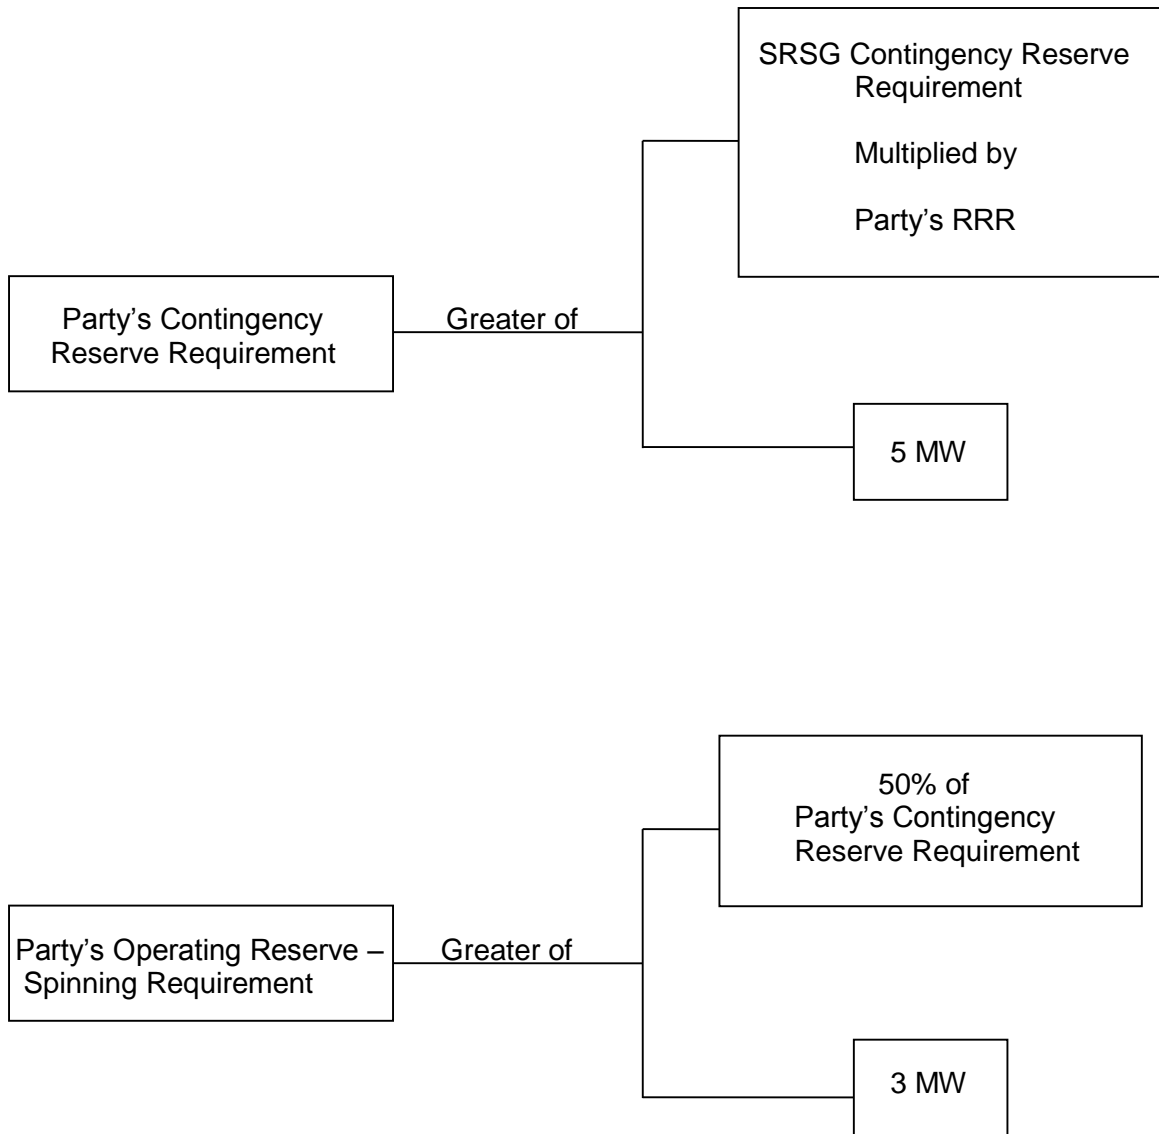 SRSG Contingency Reserve
Requirement
Multiplied by
Party’s RRR
Party’s Contingency
Reserve Requirement
Greater of
5 MW
50% of
Party’s Contingency
Reserve Requirement
Party’s Operating Reserve –
Spinning Requirement
Greater of
3 MW